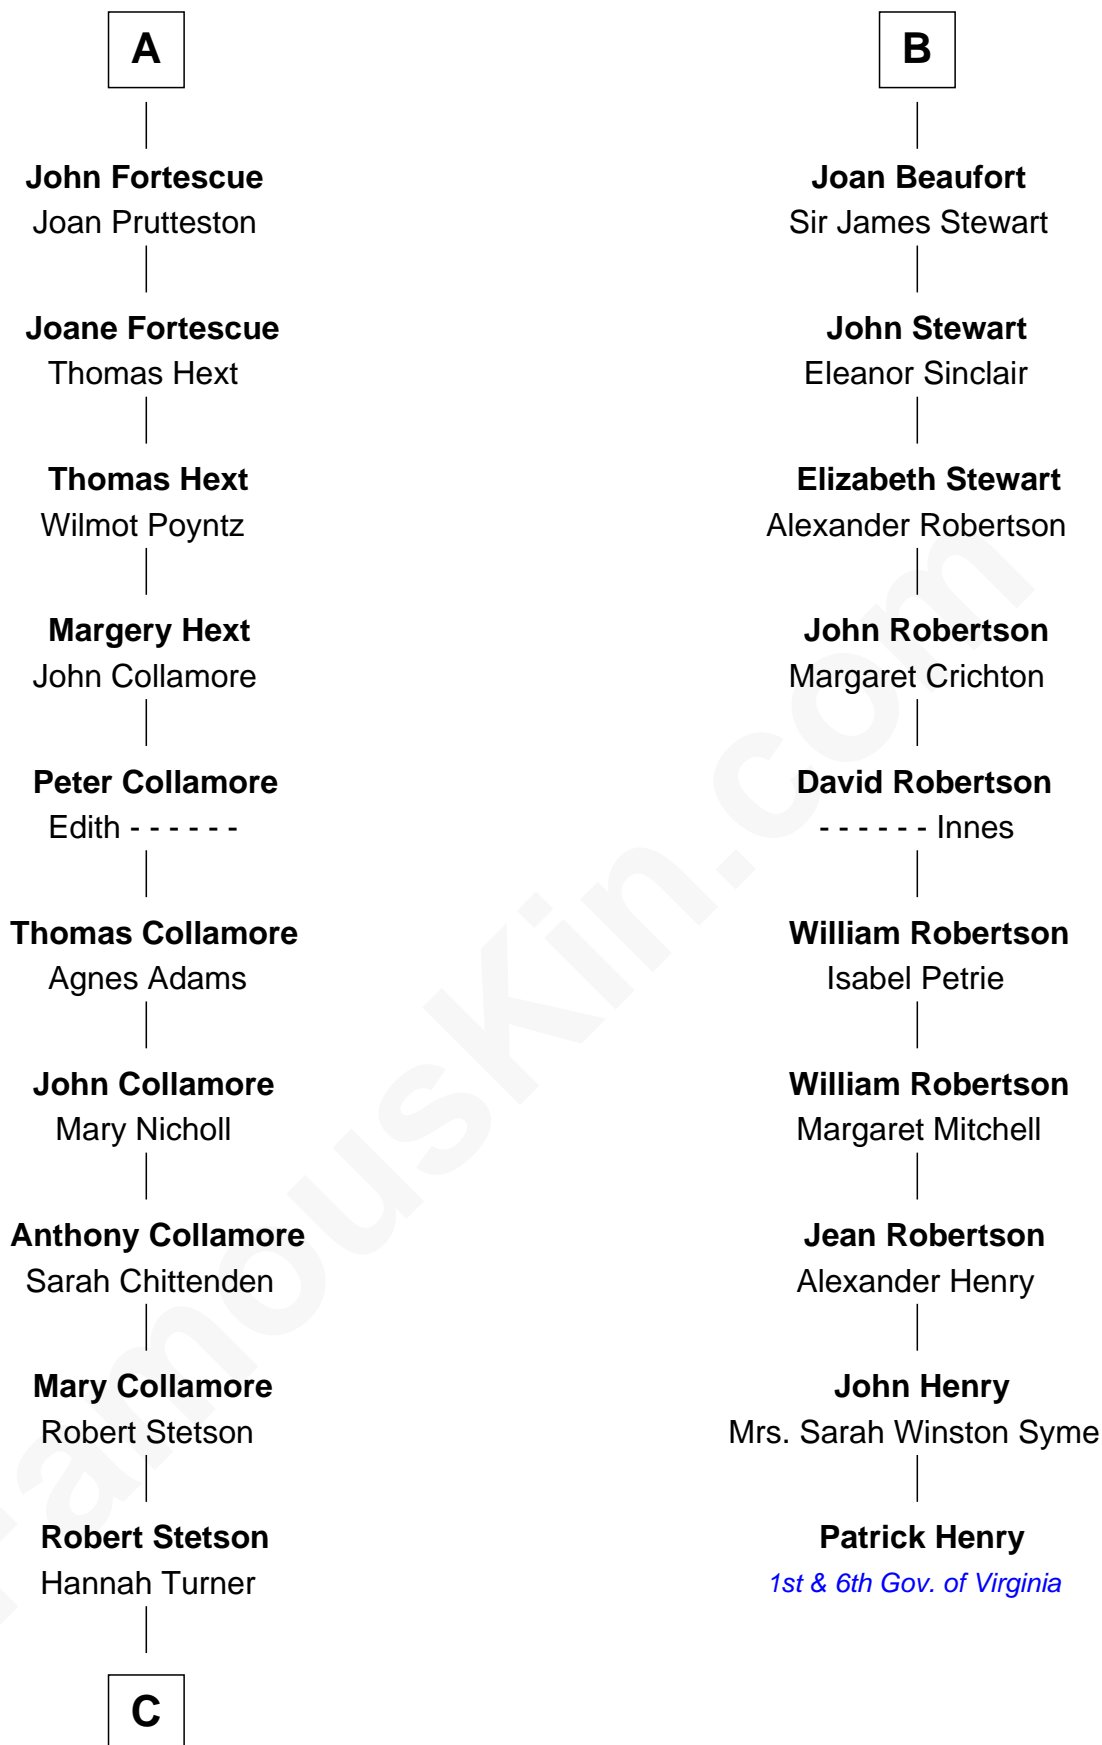 A
John Fortescue
Joan Prutteston
Joane Fortescue
Thomas Hext
Thomas Hext
Wilmot Poyntz
Margery Hext
John Collamore
Peter Collamore
Edith - - - - - -
Thomas Collamore
Agnes Adams
John Collamore
Mary Nicholl
Anthony Collamore
Sarah Chittenden
Mary Collamore
Robert Stetson
Robert Stetson
Hannah Turner
C
B
Joan Beaufort
Sir James Stewart
John Stewart
Eleanor Sinclair
Elizabeth Stewart
Alexander Robertson
John Robertson
Margaret Crichton
David Robertson
- - - - - - Innes
William Robertson
Isabel Petrie
William Robertson
Margaret Mitchell
Jean Robertson
Alexander Henry
John Henry
Mrs. Sarah Winston Syme
Patrick Henry
1st & 6th Gov. of Virginia
FamousKin.com